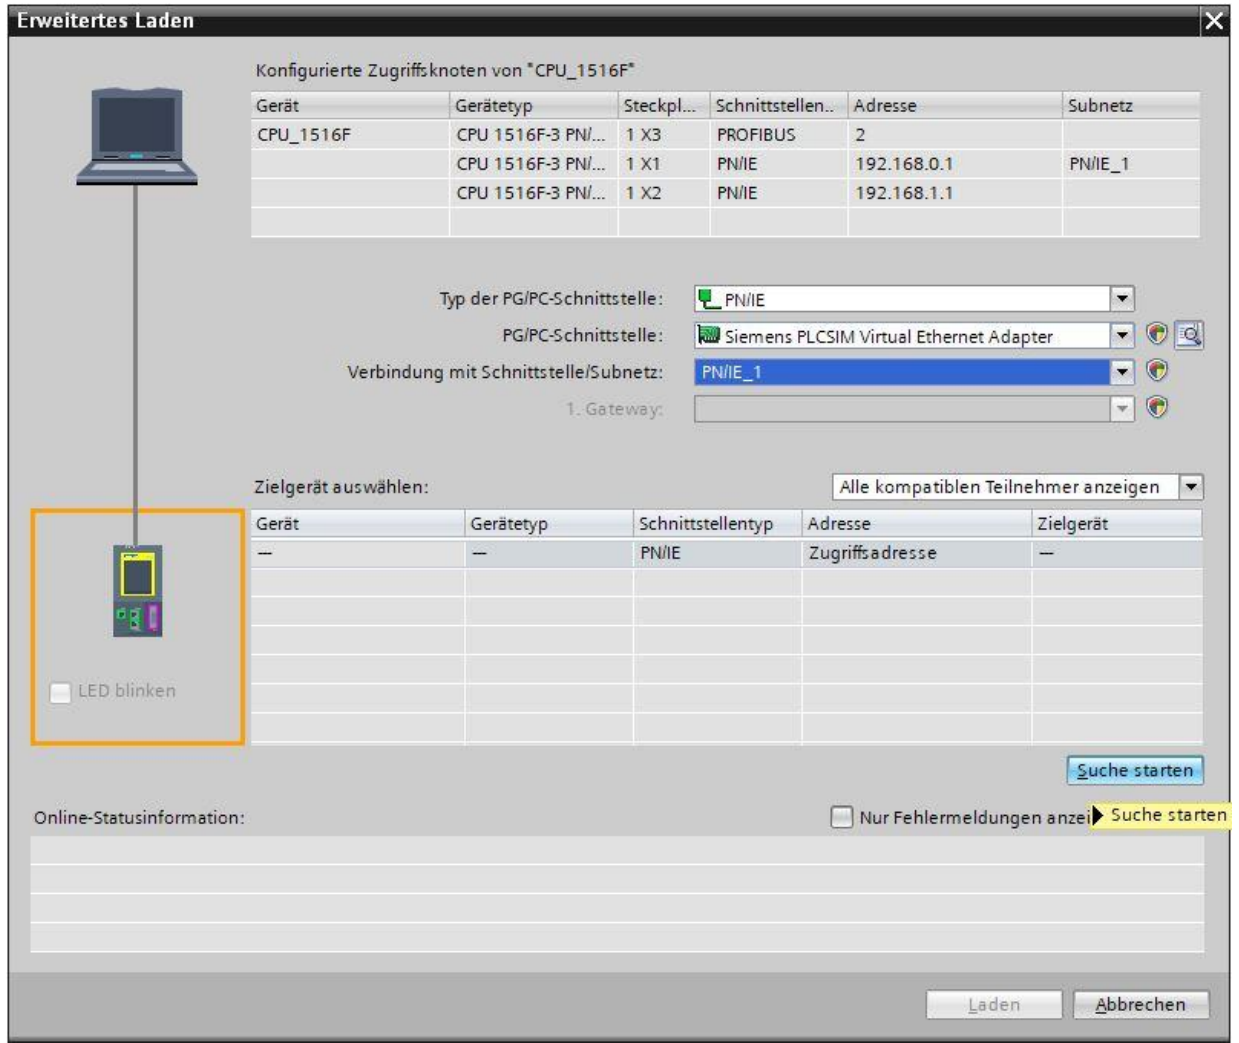 Erweitertes Laden
Konfigurierte Zugriffsknoten von "CPU_1516F"
Gerät Gerätetyp Steckpl... Schnittstellen.. Adresse Subnetz
CPU_1516F CPU 1516F-3 PN/... 1 X3 PROFIBUS 2
CPU 1516F-3 PN/... 1 X1 PN/IE 192.168.0.1 PN/IE_1
CPU 1516F-3 PN/... 1 X2 PN/IE 192.168.1.1
Typ der PG/PC-Schnittstelle: PN/IE
PG/PC-Schnittstelle: Siemens PLCSIM Virtual Ethernet Adapter
Verbindung mit Schnittstelle/Subnetz: PN/IE_1
1. Gateway:
Zielgerät auswählen: Alle kompatiblen Teilnehmer anzeigen
Gerät Gerätetyp Schnittstellentyp Adresse Zielgerät
— — PN/IE Zugriffsadresse —
LED blinken
Suche starten
Online-Statusinformation: Nur Fehlermeldungen anzei Suche starten
Laden Abbrechen